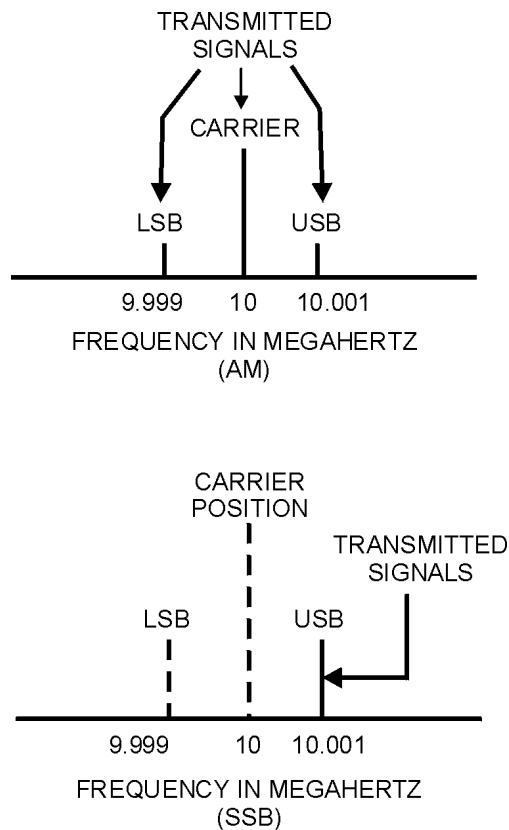 TRANSMITTED
SIGNALS
CARRIER
LSB
USB
9.999
10
10.001
FREQUENCY IN MEGAHERTZ
(AM)
CARRIER
POSITION
TRANSMITTED
SIGNALS
LSB
USB
9.999
10
10.001
FREQUENCY IN MEGAHERTZ
(SSB)